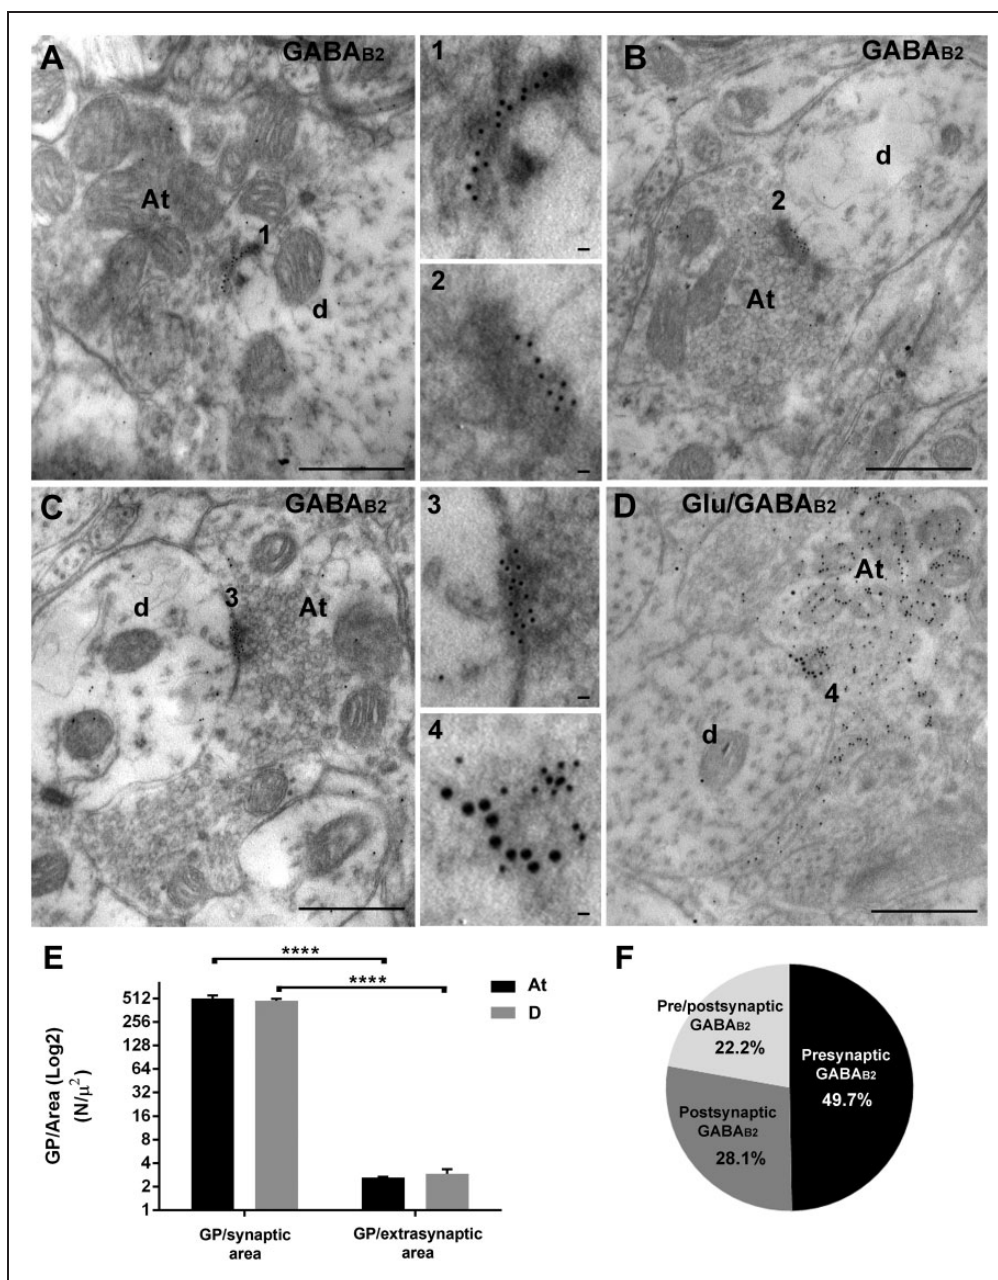 A
GABAB2
At
1
d
1
2
B
GABAB2
d
2
At
C
GABAB2
d
3
At
3
4
D
Glu/GABAB2
At
4
d
E
****
****
At
D
GP/Area (Log2)
(N/µ²)
512
256
128
64
32
16
8
4
2
1
GP/synaptic
area
GP/extrasynaptic
area
F
Pre/postsynaptic
GABAB2
22.2%
Presynaptic
GABAB2
49.7%
Postsynaptic
GABAB2
28.1%